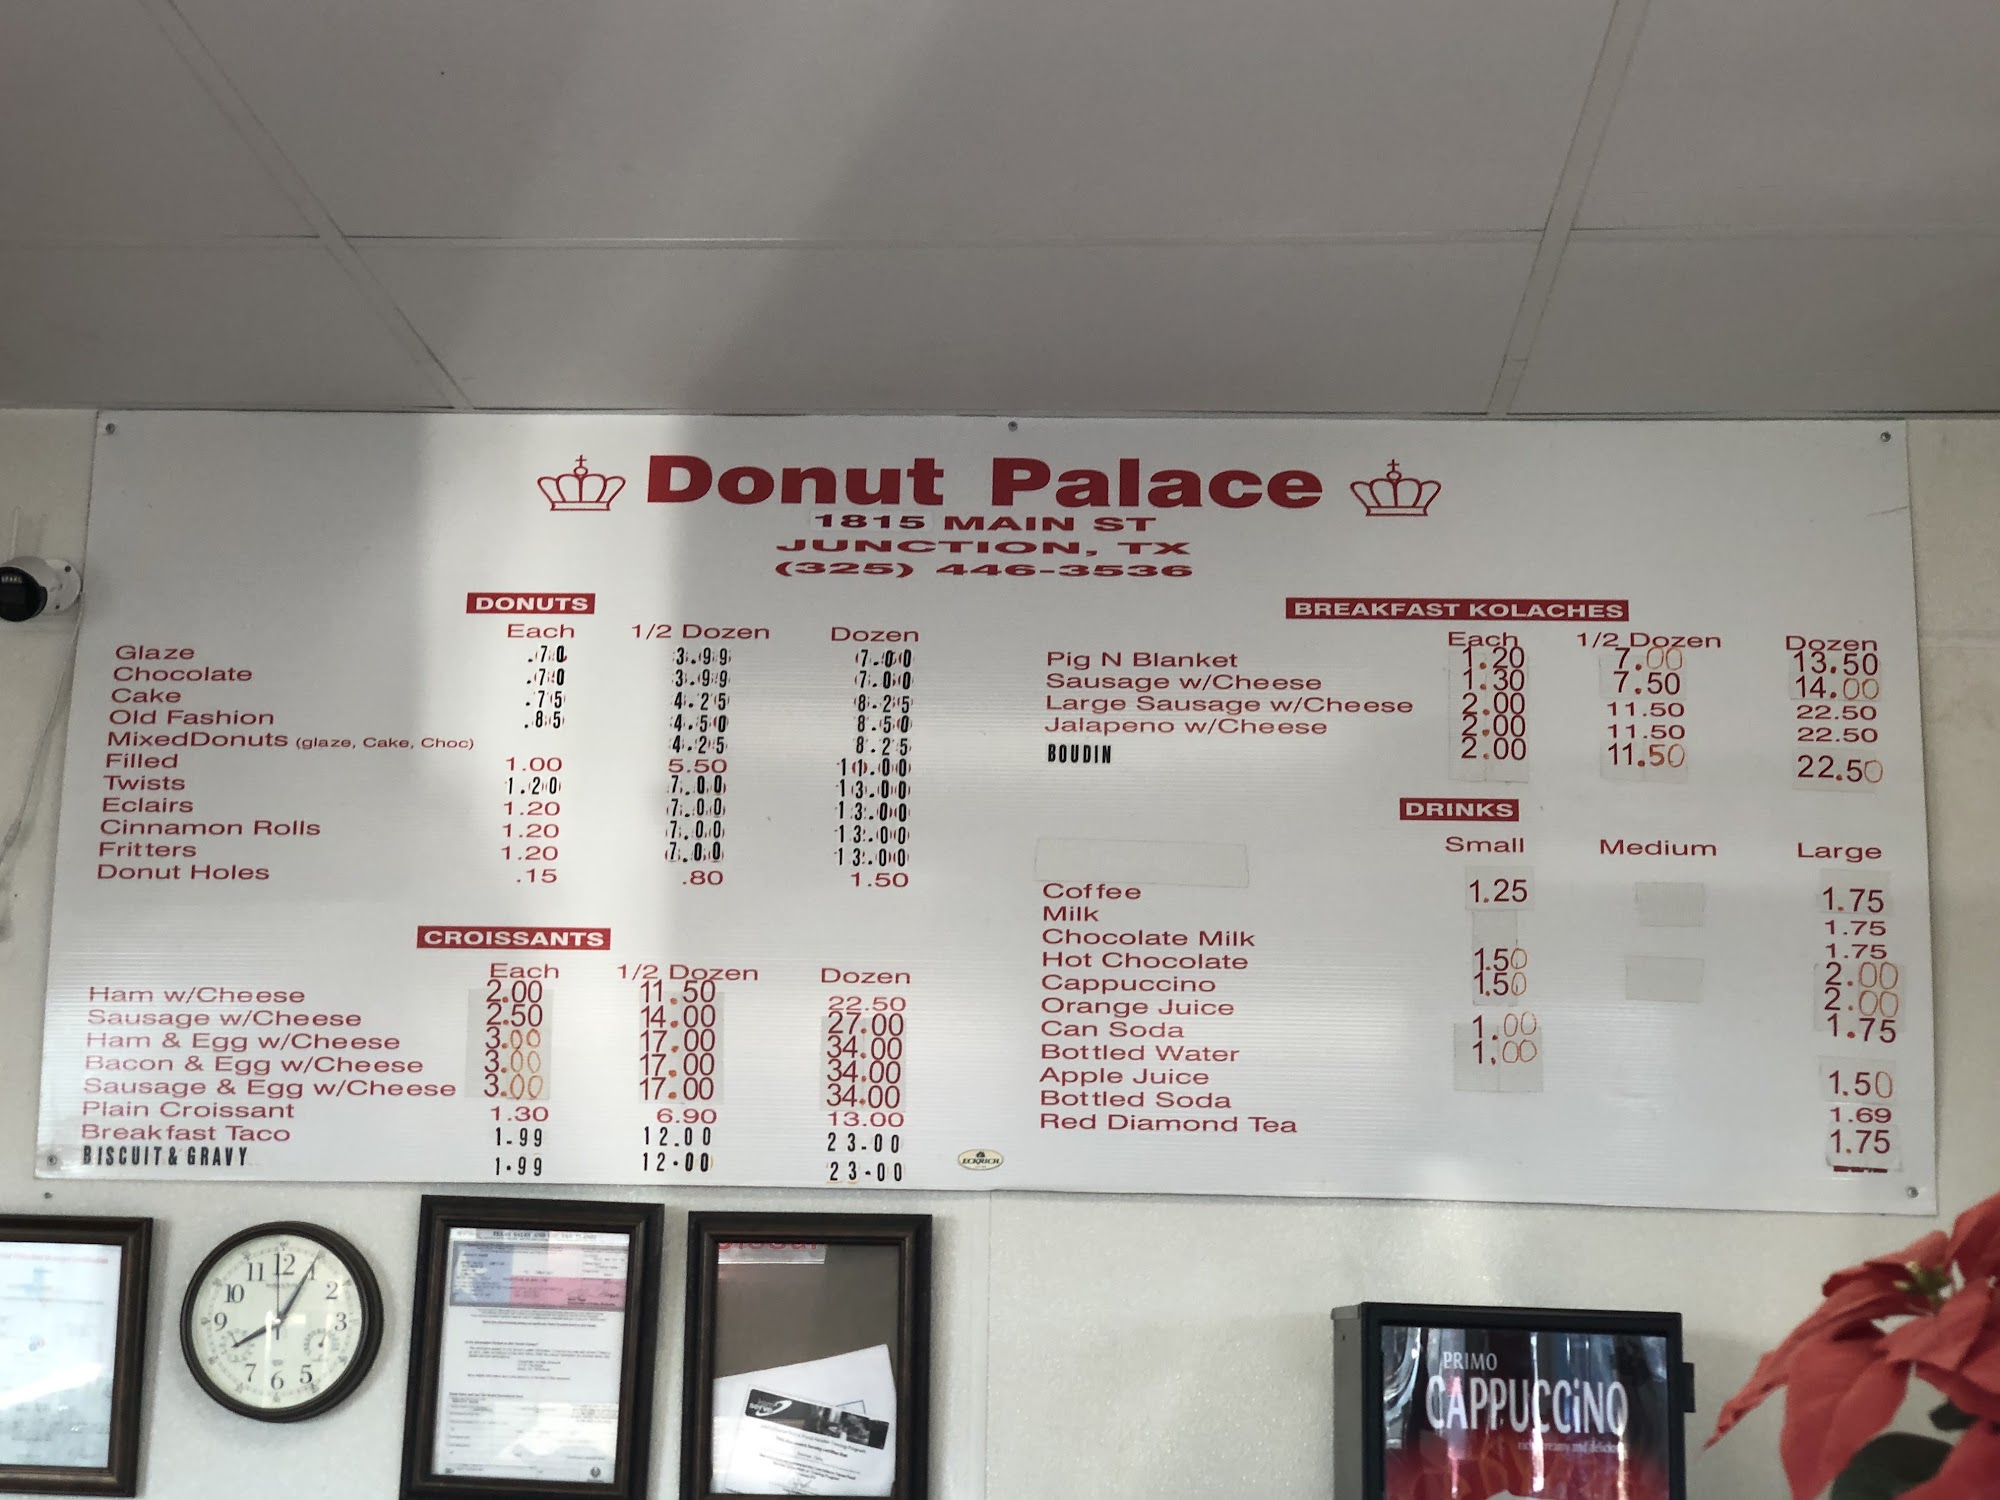 Donut Palace
1815 MAIN ST
JUNCTION, TX
(325) 446-3536
DONUTS
Each 1/2 Dozen Dozen
Glaze .70 3.99 7.00
Chocolate .70 3.99 7.00
Cake .75 4.25 8.25
Old Fashion .85 4.50 8.50
MixedDonuts (glaze, Cake, Choc) 4.25 8.25
Filled 1.00 5.50 11.00
Twists 1.20 7.00 13.00
Eclairs 1.20 7.00 13.00
Cinnamon Rolls 1.20 7.00 13.00
Fritters 1.20 7.00 13.00
Donut Holes .15 .80 1.50
CROISSANTS
Each 1/2 Dozen Dozen
Ham w/Cheese 2.00 11.50 22.50
Sausage w/Cheese 2.50 14.00 27.00
Ham & Egg w/Cheese 3.00 17.00 34.00
Bacon & Egg w/Cheese 3.00 17.00 34.00
Sausage & Egg w/Cheese 3.00 17.00 34.00
Plain Croissant 1.30 6.90 13.00
Breakfast Taco 1.99 12.00 23.00
BISCUIT & GRAVY 1.99 12.00 23.00
BREAKFAST KOLACHES
Each 1/2 Dozen Dozen
Pig N Blanket 1.20 7.00 13.50
Sausage w/Cheese 1.30 7.50 14.00
Large Sausage w/Cheese 2.00 11.50 22.50
Jalapeno w/Cheese 2.00 11.50 22.50
BOUDIN 2.00 11.50 22.50
DRINKS
Small Medium Large
Coffee 1.25 1.75
Milk 1.75
Chocolate Milk 1.75
Hot Chocolate 1.50 2.00
Cappuccino 1.50 2.00
Orange Juice 1.75
Can Soda 1.00
Bottled Water 1.00
Apple Juice 1.50
Bottled Soda 1.69
Red Diamond Tea 1.75
ECKRICH
11 12 1
10 2
9 3
7 6 5
PRIMO
CAPPUCCiNO